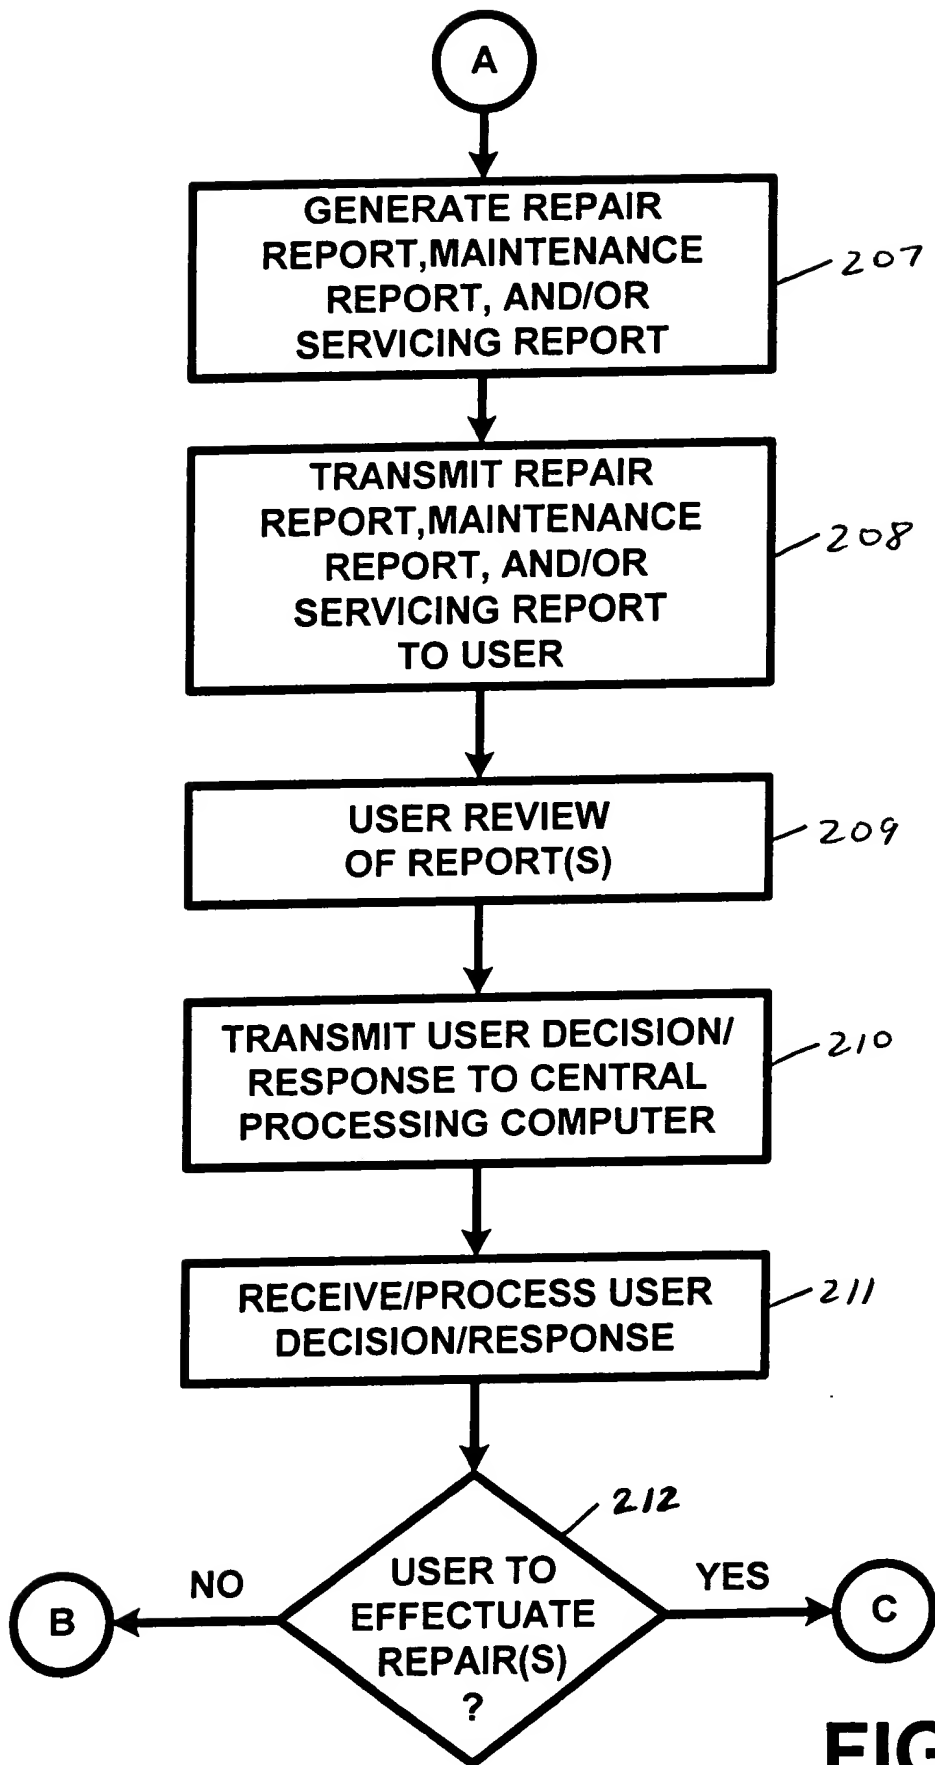 A
GENERATE REPAIR
REPORT,MAINTENANCE
REPORT, AND/OR
SERVICING REPORT
207
TRANSMIT REPAIR
REPORT,MAINTENANCE
REPORT, AND/OR
SERVICING REPORT
TO USER
208
USER REVIEW
OF REPORT(S)
209
TRANSMIT USER DECISION/
RESPONSE TO CENTRAL
PROCESSING COMPUTER
210
RECEIVE/PROCESS USER
DECISION/RESPONSE
211
212
USER TO
EFFECTUATE
REPAIR(S)
?
NO
B
YES
C
FIG